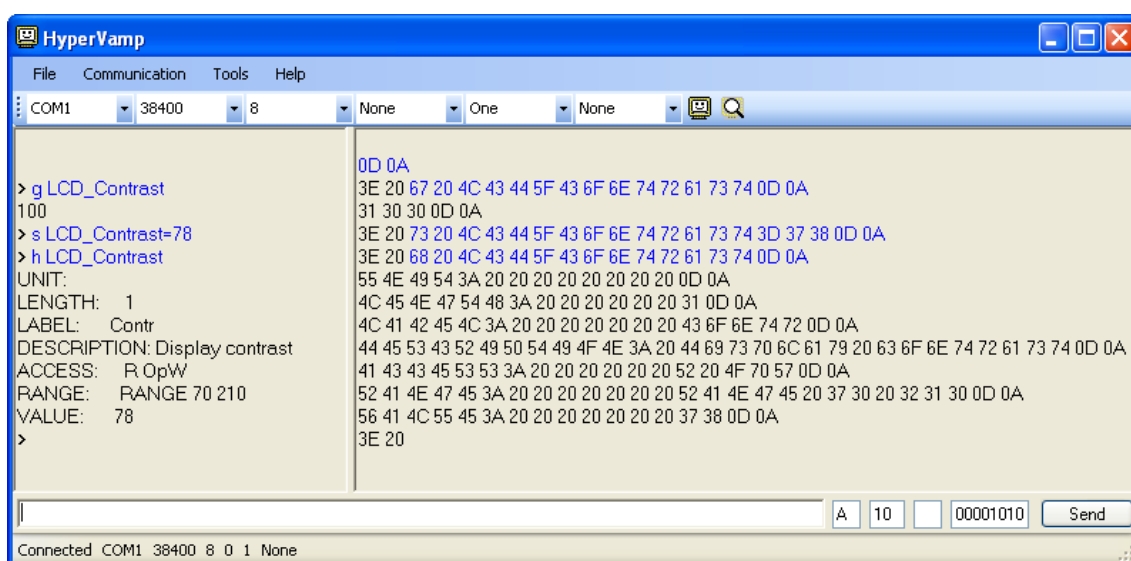 HyperVamp
File Communication Tools Help
COM1 38400 8 None One None
> g LCD_Contrast
100
> s LCD_Contrast=78
> h LCD_Contrast
UNIT:
LENGTH: 1
LABEL: Contr
DESCRIPTION: Display contrast
ACCESS: R OpW
RANGE: RANGE 70 210
VALUE: 78
>
0D 0A
3E 20 67 20 4C 43 44 5F 43 6F 6E 74 72 61 73 74 0D 0A
31 30 30 0D 0A
3E 20 73 20 4C 43 44 5F 43 6F 6E 74 72 61 73 74 3D 37 38 0D 0A
3E 20 68 20 4C 43 44 5F 43 6F 6E 74 72 61 73 74 0D 0A
55 4E 49 54 3A 20 20 20 20 20 20 20 20 20 0D 0A
4C 45 4E 47 54 48 3A 20 20 20 20 20 20 20 31 0D 0A
4C 41 42 45 4C 3A 20 20 20 20 20 20 20 20 43 6F 6E 74 72 0D 0A
44 45 53 43 52 49 50 54 49 4F 4E 3A 20 44 69 73 70 6C 61 79 20 63 6F 6E 74 72 61 73 74 0D 0A
41 43 43 45 53 53 3A 20 20 20 20 20 20 20 52 20 4F 70 57 0D 0A
52 41 4E 47 45 3A 20 20 20 20 20 20 20 20 52 41 4E 47 45 20 37 30 20 32 31 30 0D 0A
56 41 4C 55 45 3A 20 20 20 20 20 20 20 20 37 38 0D 0A
3E 20
A 10 00001010 Send
Connected COM1 38400 8 0 1 None